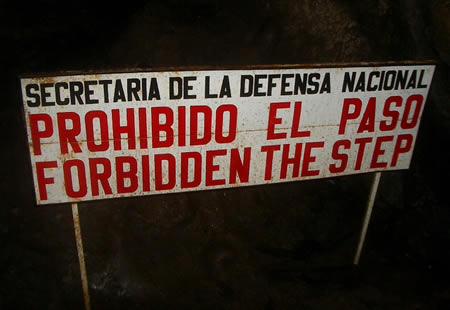 SECRETARIA DE LA DEFENSA NACIONAL
PROHIBIDO EL PASO
FORBIDDEN THE STEP